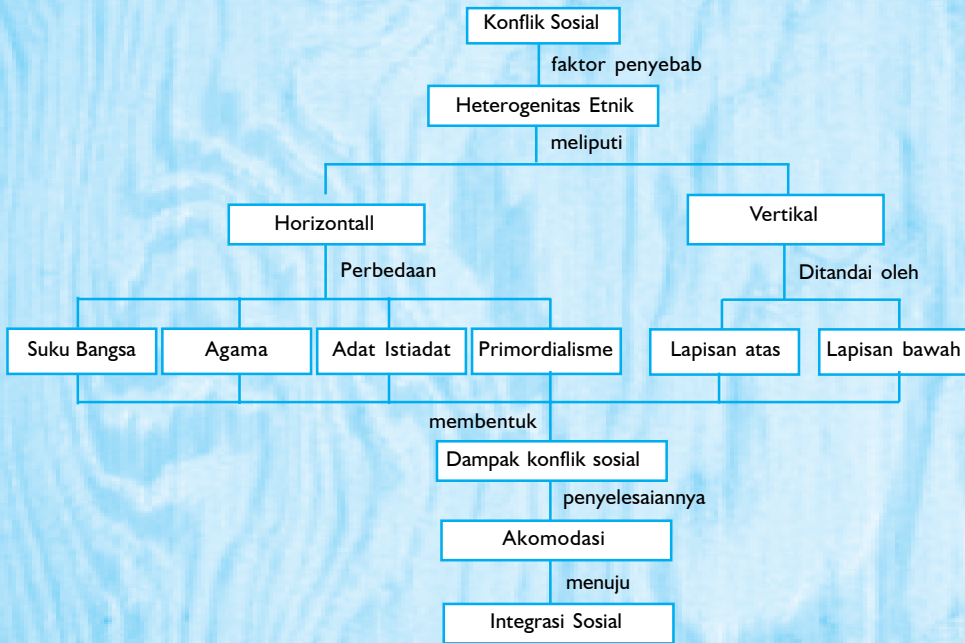 Konflik Sosial
faktor penyebab
Heterogenitas Etnik
meliputi
Horizontall
Vertikal
Perbedaan
Ditandai oleh
Suku Bangsa
Agama
Adat Istiadat
Primordialisme
Lapisan atas
Lapisan bawah
membentuk
Dampak konflik sosial
penyelesaiannya
Akomodasi
menuju
Integrasi Sosial